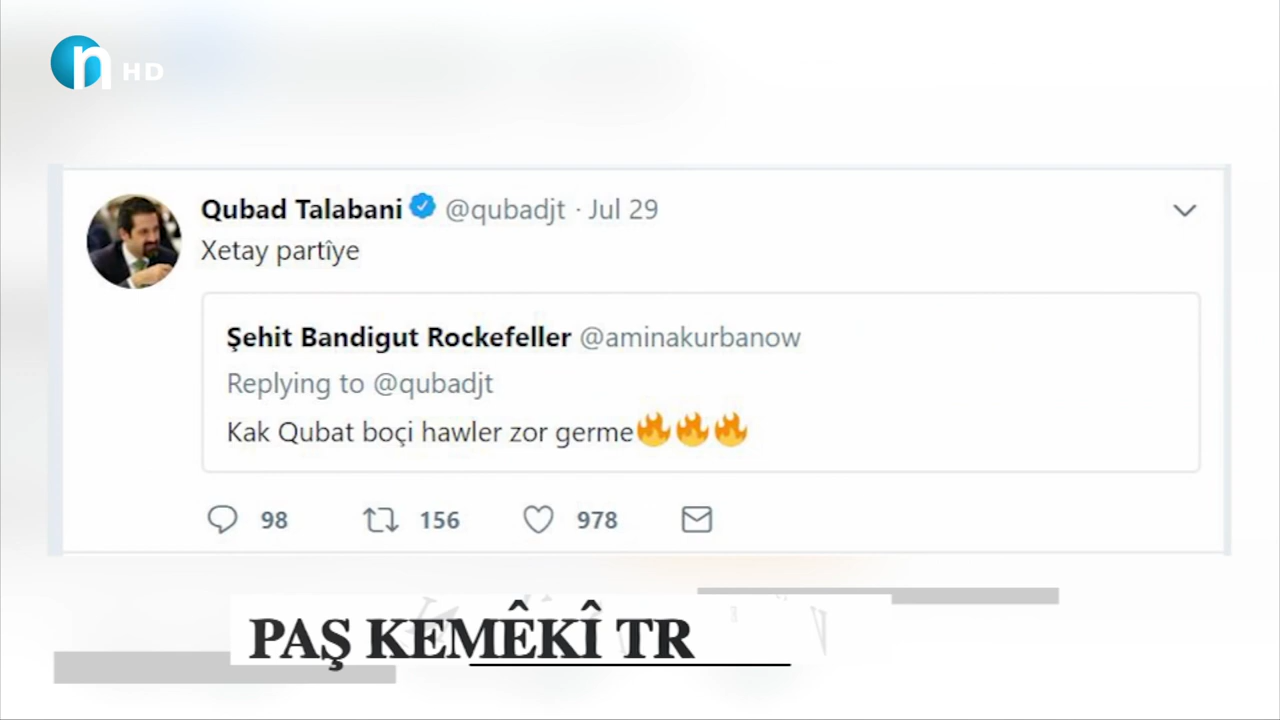 n HD
Qubad Talabani @qubadjt · Jul 29
Xetay partîye
Şehit Bandigut Rockefeller @aminakurbanow
Replying to @qubadjt
Kak Qubat boçi hawler zor germe🔥🔥🔥
98 156 978
PAŞ KEMÊKÎ TR